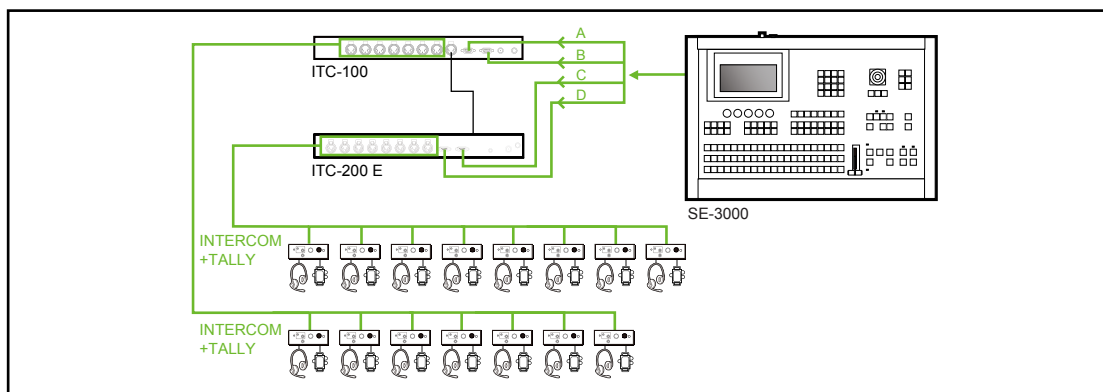 A
B
C
D
ITC-100
ITC-200 E
SE-3000
INTERCOM
+TALLY
INTERCOM
+TALLY